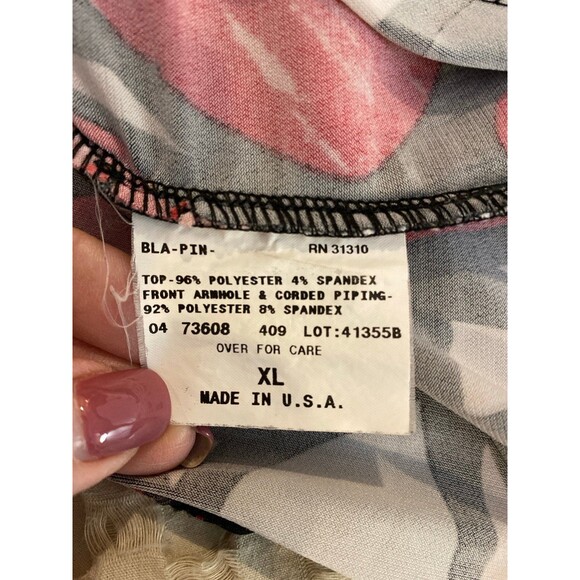 BLA-PIN- RN 31310
TOP-96% POLYESTER 4% SPANDEX
FRONT ARMHOLE & CORDED PIPING-
92% POLYESTER 8% SPANDEX
04 73608 409 LOT:41355B
OVER FOR CARE
XL
MADE IN U.S.A.